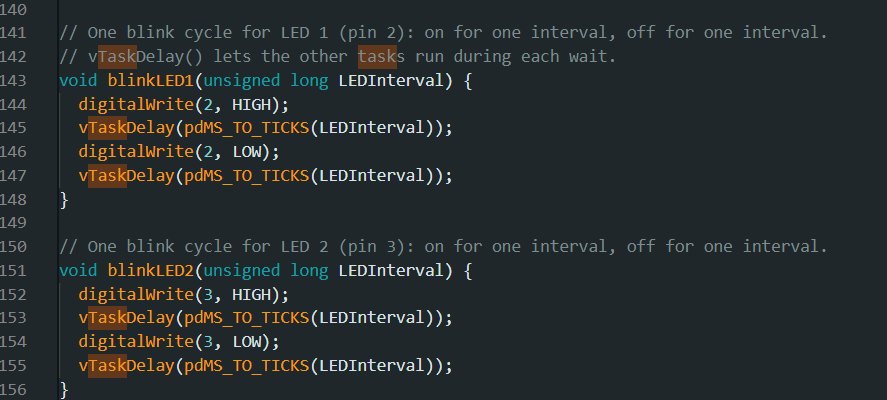 140
141 // One blink cycle for LED 1 (pin 2): on for one interval, off for one interval.
142 // vTaskDelay() lets the other tasks run during each wait.
143 void blinkLED1(unsigned long LEDInterval) {
144   digitalWrite(2, HIGH);
145   vTaskDelay(pdMS_TO_TICKS(LEDInterval));
146   digitalWrite(2, LOW);
147   vTaskDelay(pdMS_TO_TICKS(LEDInterval));
148 }
149
150 // One blink cycle for LED 2 (pin 3): on for one interval, off for one interval.
151 void blinkLED2(unsigned long LEDInterval) {
152   digitalWrite(3, HIGH);
153   vTaskDelay(pdMS_TO_TICKS(LEDInterval));
154   digitalWrite(3, LOW);
155   vTaskDelay(pdMS_TO_TICKS(LEDInterval));
156 }